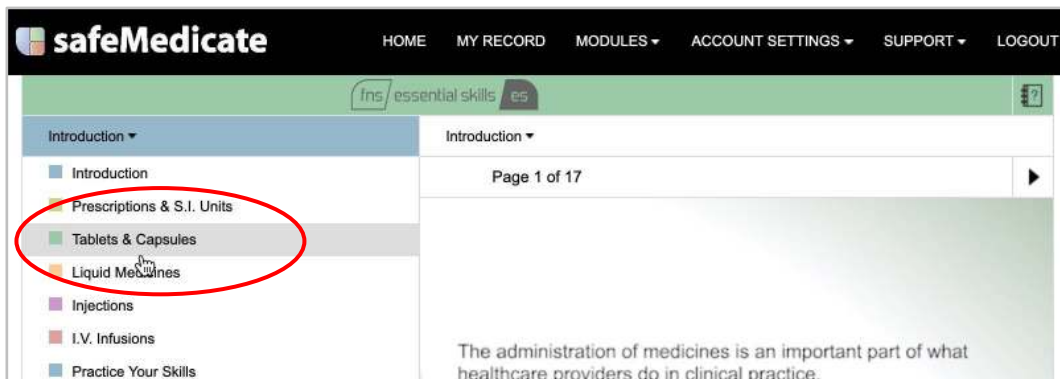 safeMedicate
HOME MY RECORD MODULES ACCOUNT SETTINGS SUPPORT LOGOUT
fns/ essential skills es
?
Introduction
Introduction
Introduction
Page 1 of 17
Prescriptions & S.I. Units
Tablets & Capsules
Liquid Medicines
Injections
I.V. Infusions
Practice Your Skills
The administration of medicines is an important part of what
healthcare providers do in clinical practice.